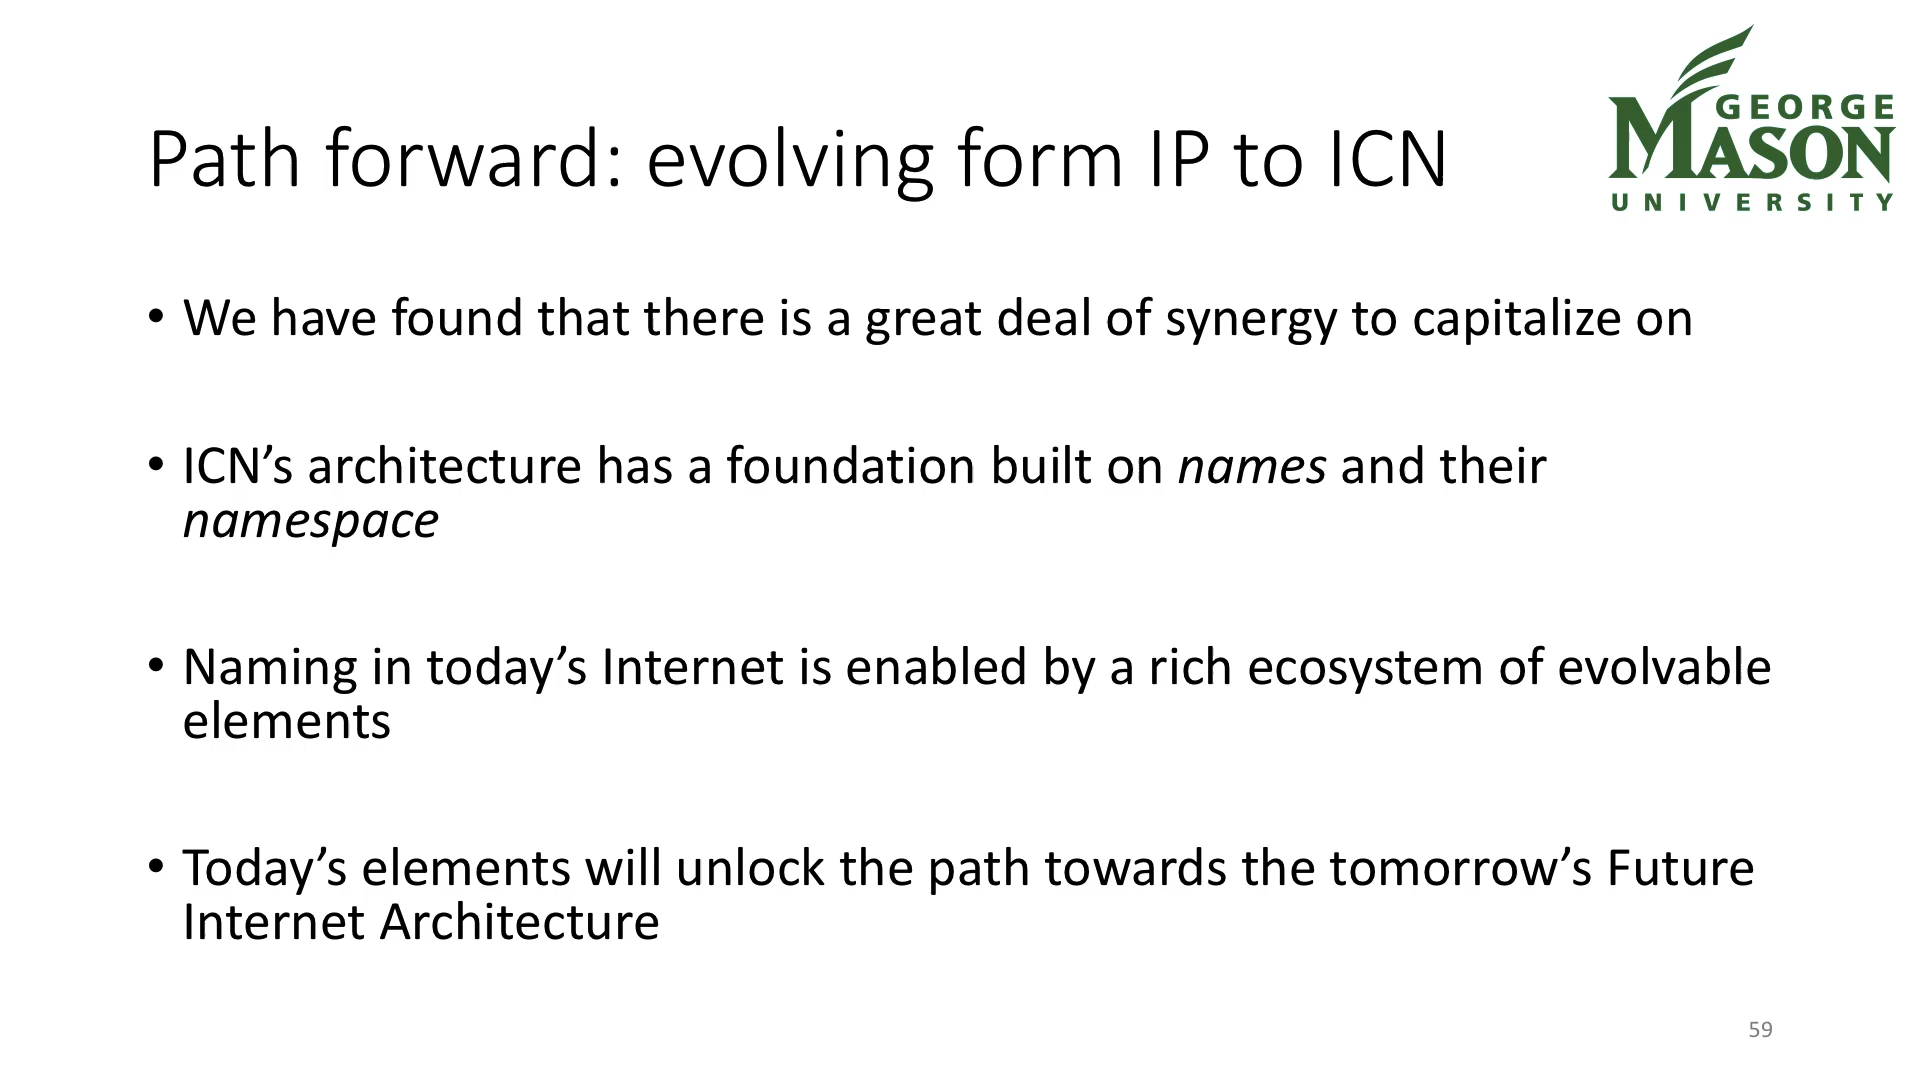 GEORGE
MASON
UNIVERSITY
Path forward: evolving form IP to ICN
• We have found that there is a great deal of synergy to capitalize on
• ICN’s architecture has a foundation built on names and their
namespace
• Naming in today’s Internet is enabled by a rich ecosystem of evolvable
elements
• Today’s elements will unlock the path towards the tomorrow’s Future
Internet Architecture
59